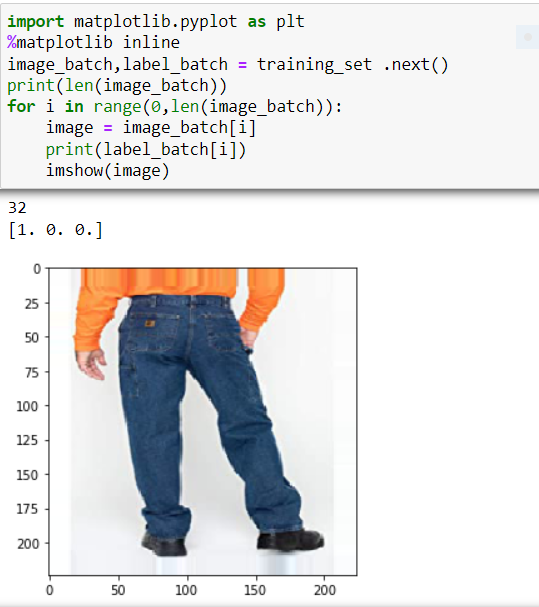 import matplotlib.pyplot as plt
%matplotlib inline
image_batch,label_batch = training_set .next()
print(len(image_batch))
for i in range(0,len(image_batch)):
    image = image_batch[i]
    print(label_batch[i])
    imshow(image)
32
[1. 0. 0.]
0
25
50
75
100
125
150
175
200
0 50 100 150 200